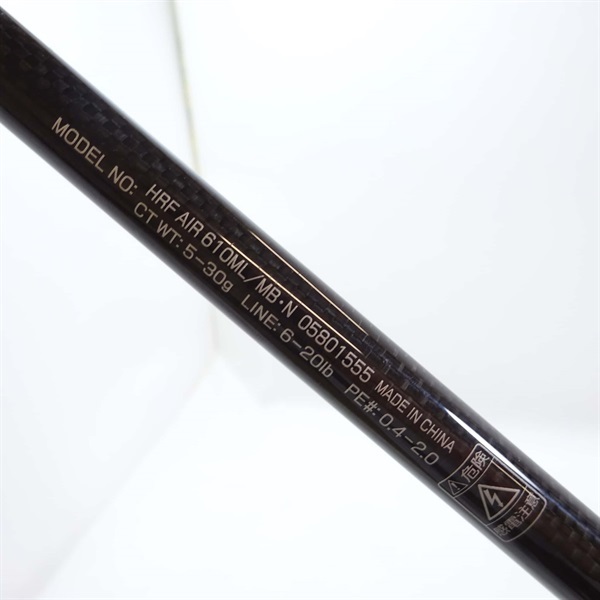 MODEL NO: HRF AIR 610ML/MB・N 05801555 MADE IN CHINA
CT WT: 5-30g LINE: 6-20lb PE#: 0.4-2.0
危険
感電注意